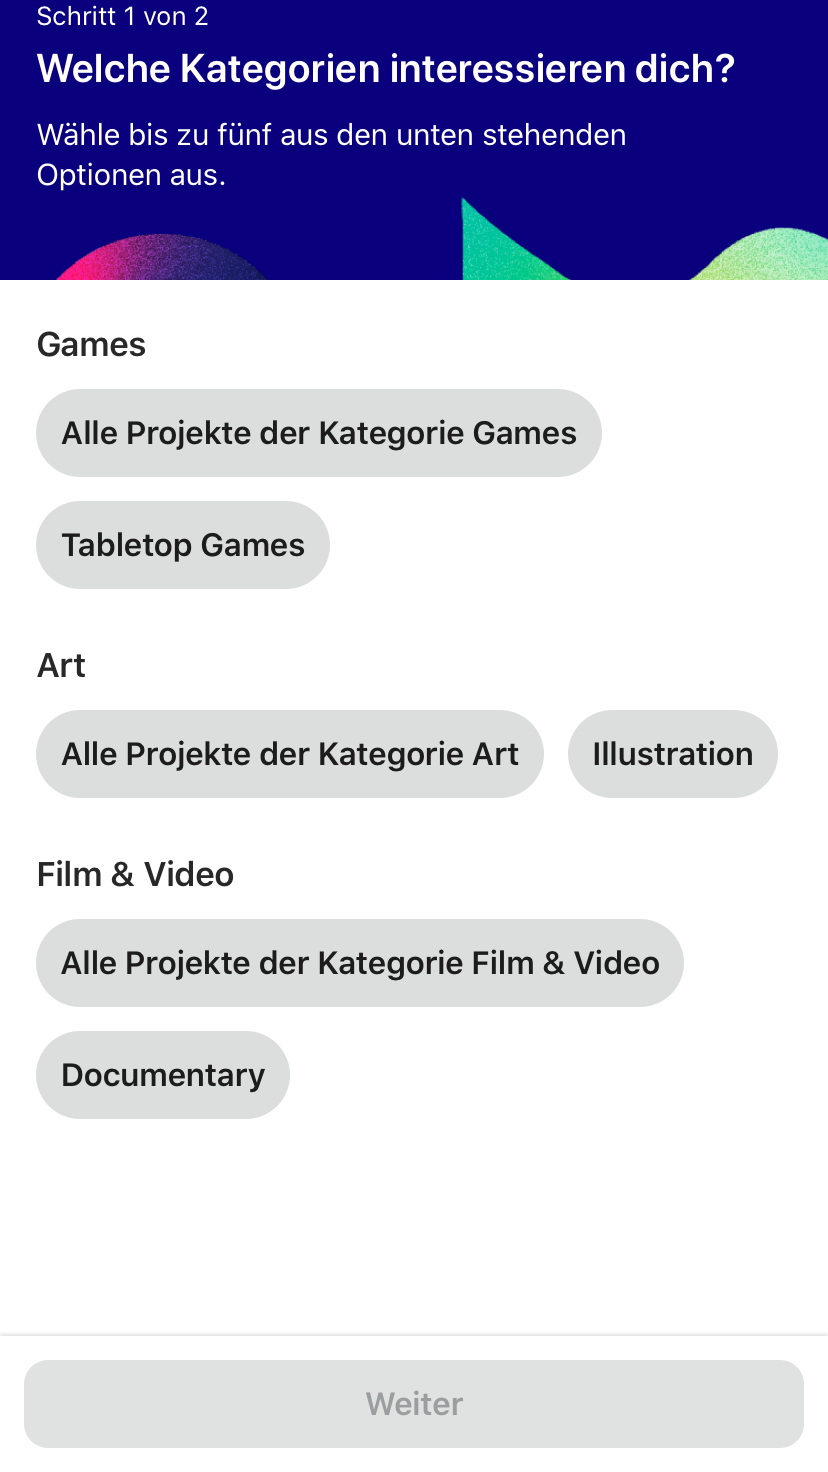 Schritt 1 von 2
Welche Kategorien interessieren dich?
Wähle bis zu fünf aus den unten stehenden
Optionen aus.
Games
Alle Projekte der Kategorie Games
Tabletop Games
Art
Alle Projekte der Kategorie Art
Illustration
Film & Video
Alle Projekte der Kategorie Film & Video
Documentary
Weiter